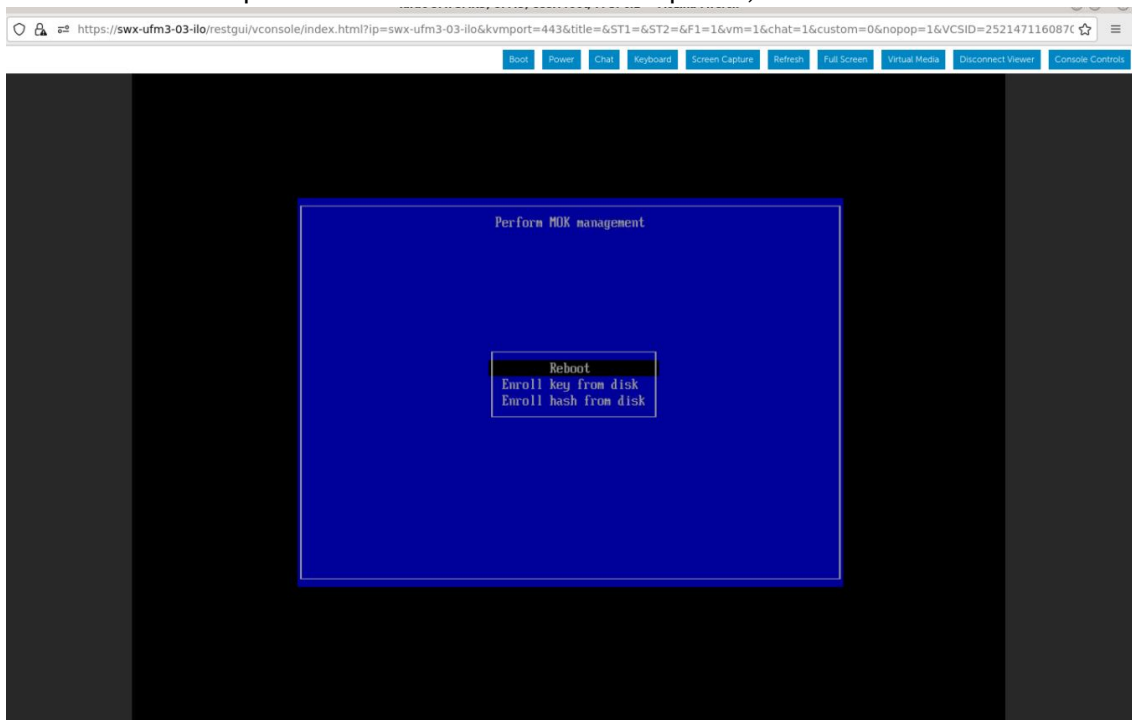 https://swx-ufm3-03-ilo/restgui/vconsole/index.html?ip=swx-ufm3-03-ilo&kvmport=443&title=&ST1=&ST2=&F1=1&vm=1&chat=1&custom=0&nopop=1&VCSID=2521471160870
Boot Power Chat Keyboard Screen Capture Refresh Full Screen Virtual Media Disconnect Viewer Console Controls
Perform MOK management
Reboot
Enroll key from disk
Enroll hash from disk